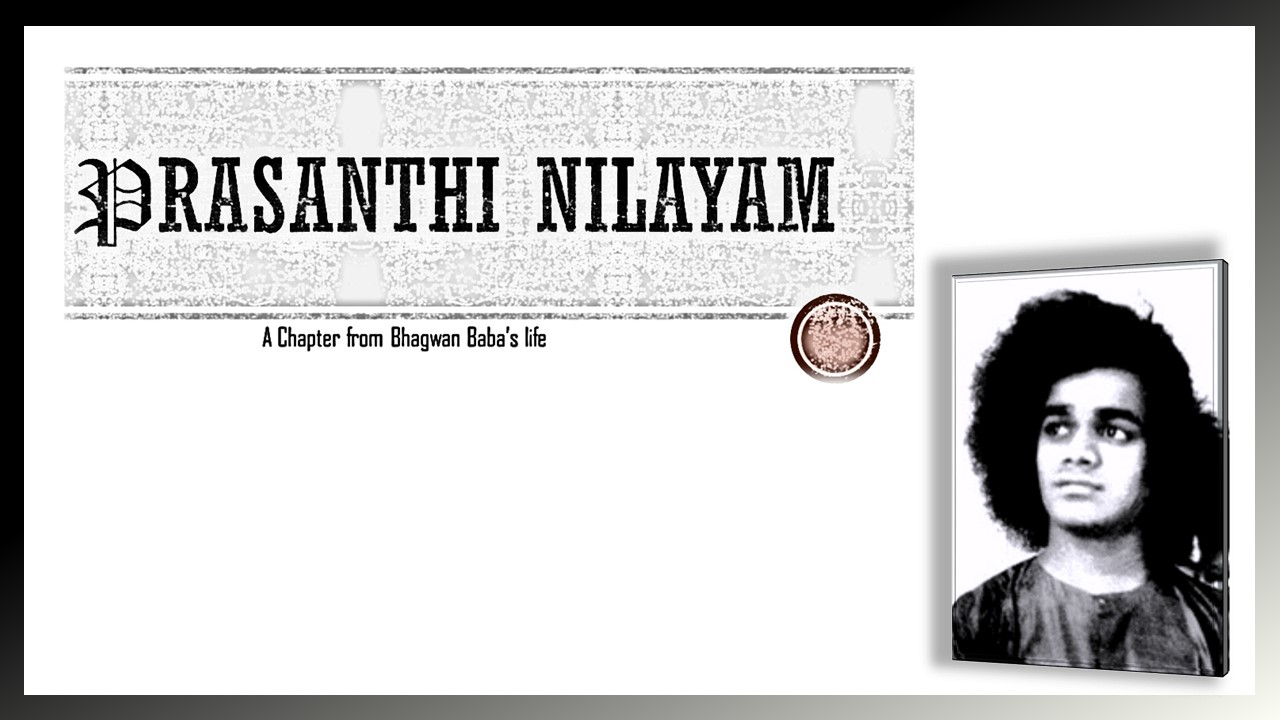 PRASANTHI NILAYAM
A Chapter from Bhagwan Baba's life